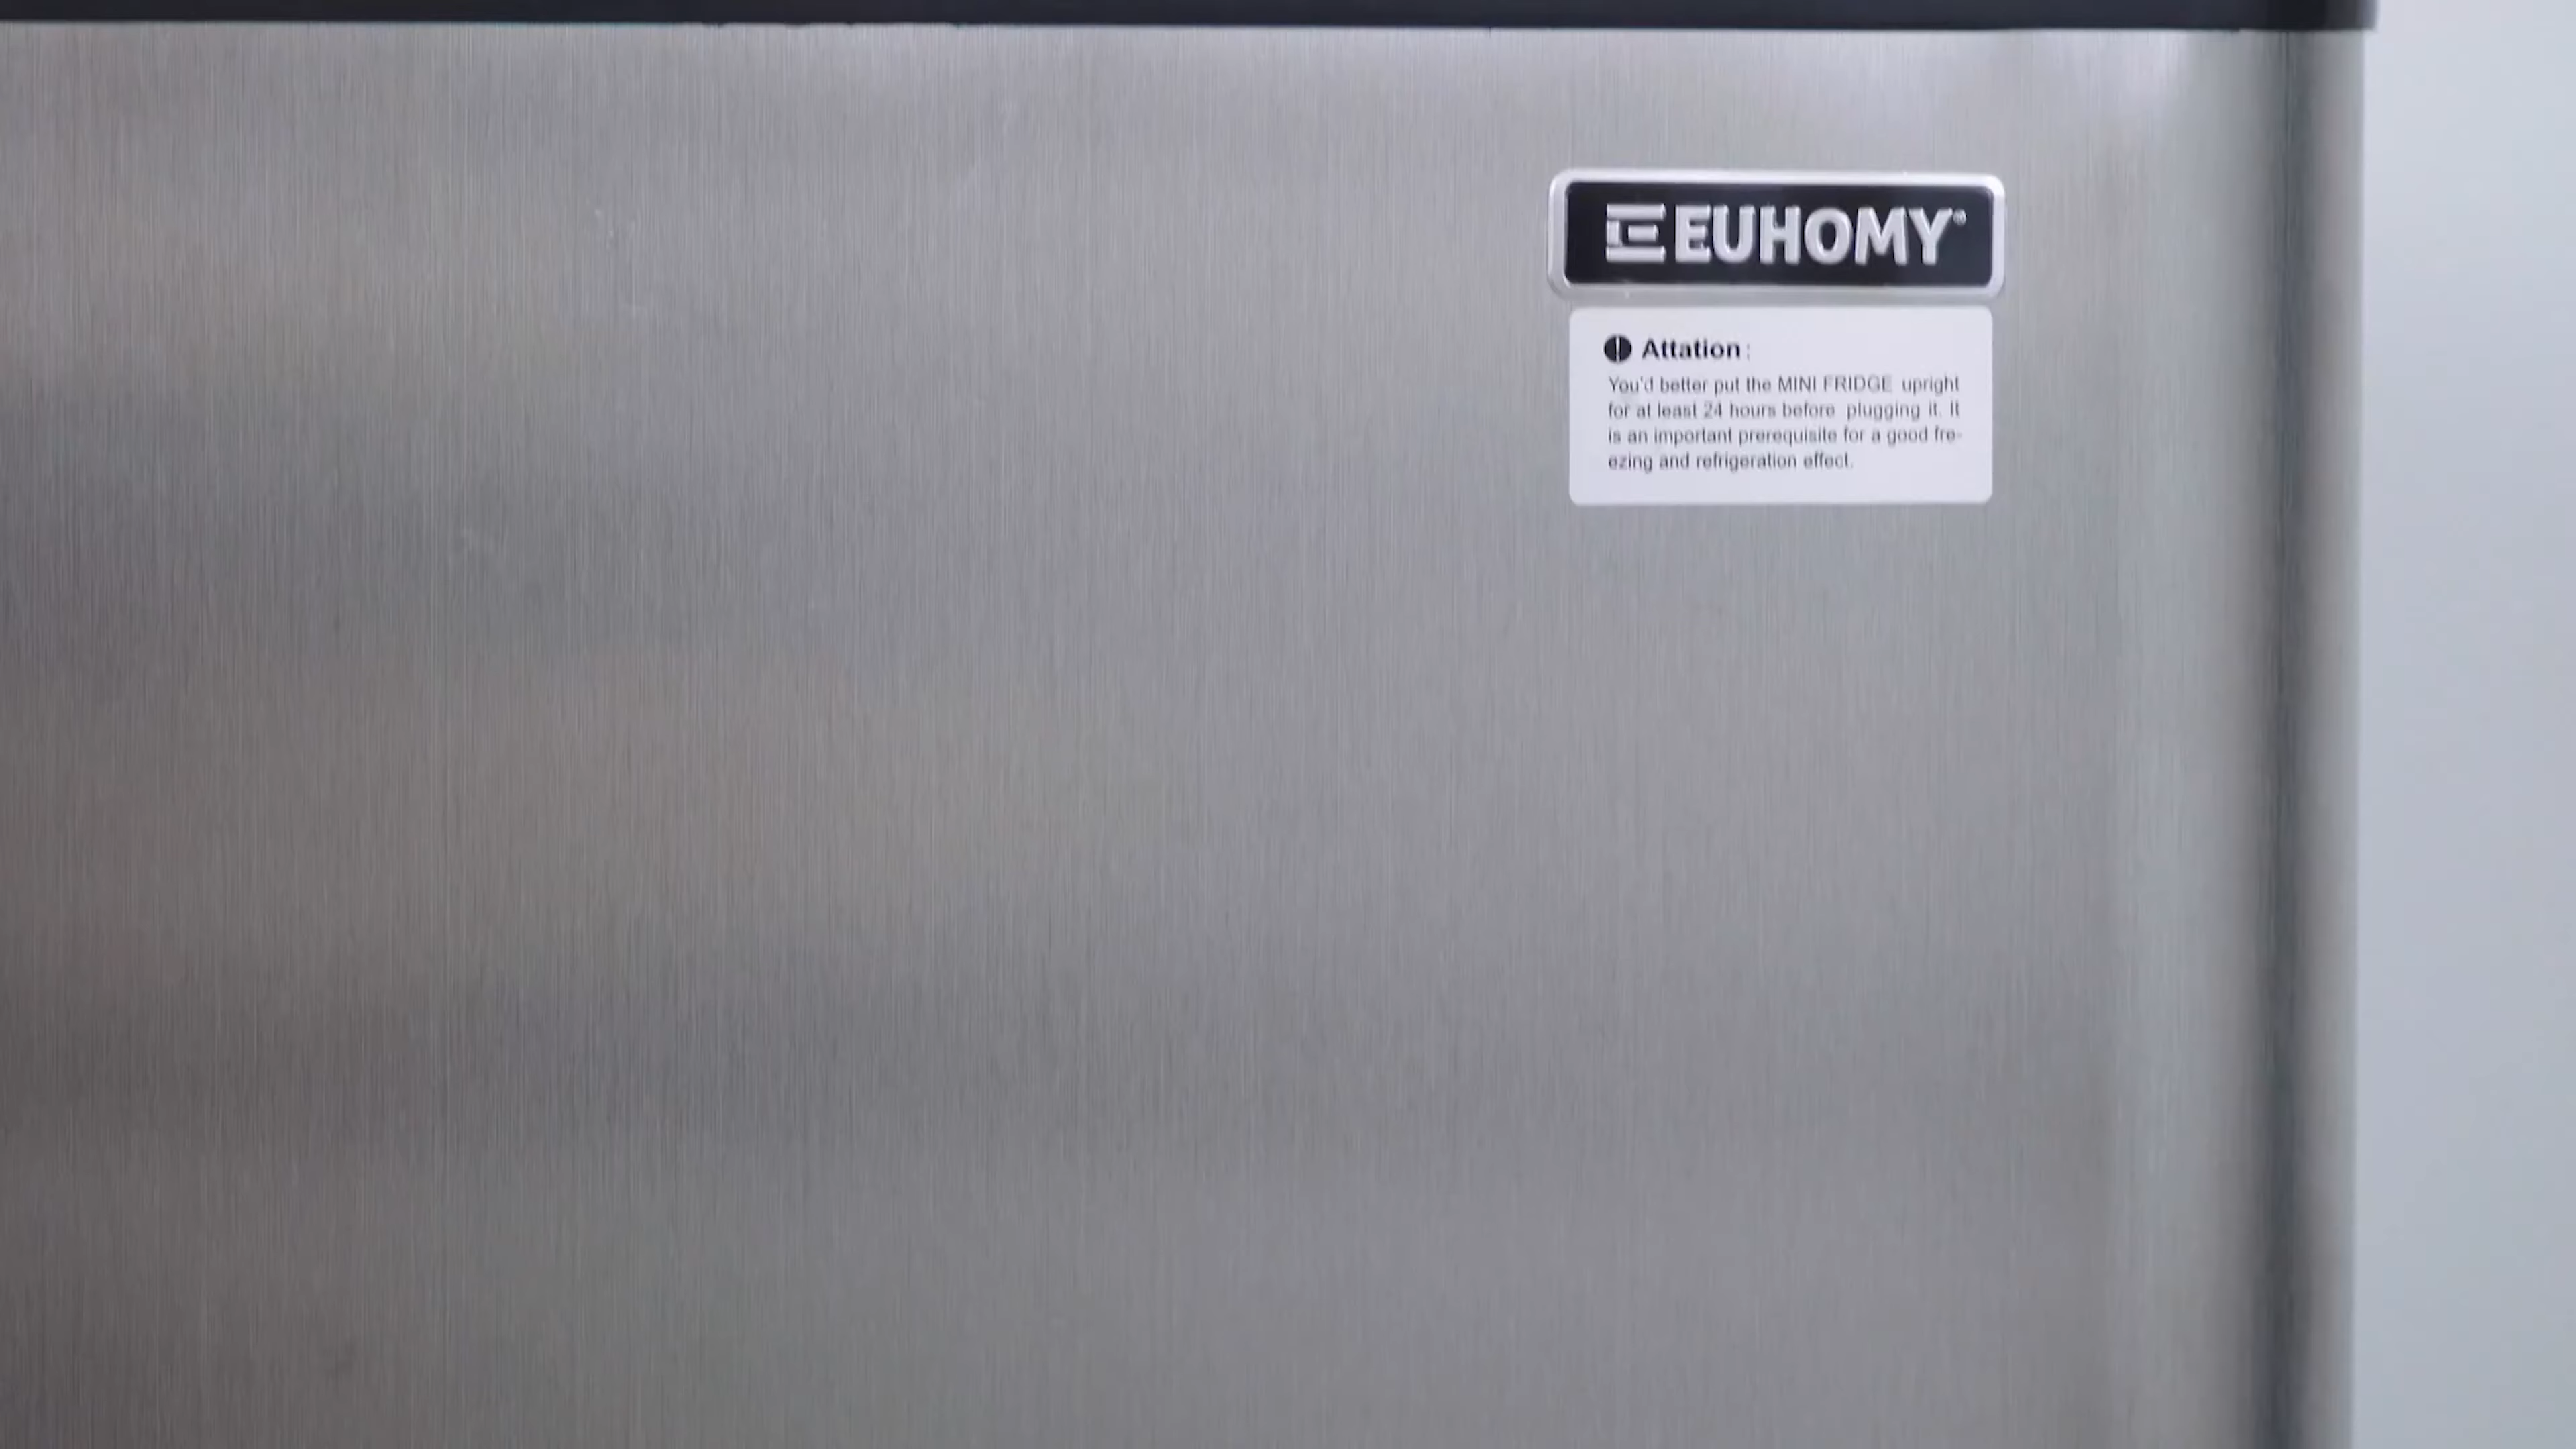 EUHOMY®
Attation:
You'd better put the MINI FRIDGE upright
for at least 24 hours before plugging it. It
is an important prerequisite for a good fre-
ezing and refrigeration effect.